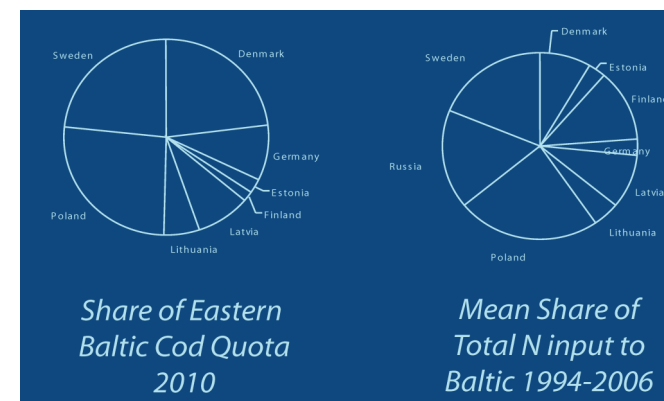 Denmark
Sweden
Germany
Estonia
Finland
Latvia
Lithuania
Poland
Share of Eastern
Baltic Cod Quota
2010
Denmark
Estonia
Sweden
Finlan
Germany
Russia
Latvia
Lithuania
Poland
Mean Share of
Total N input to
Baltic 1994-2006